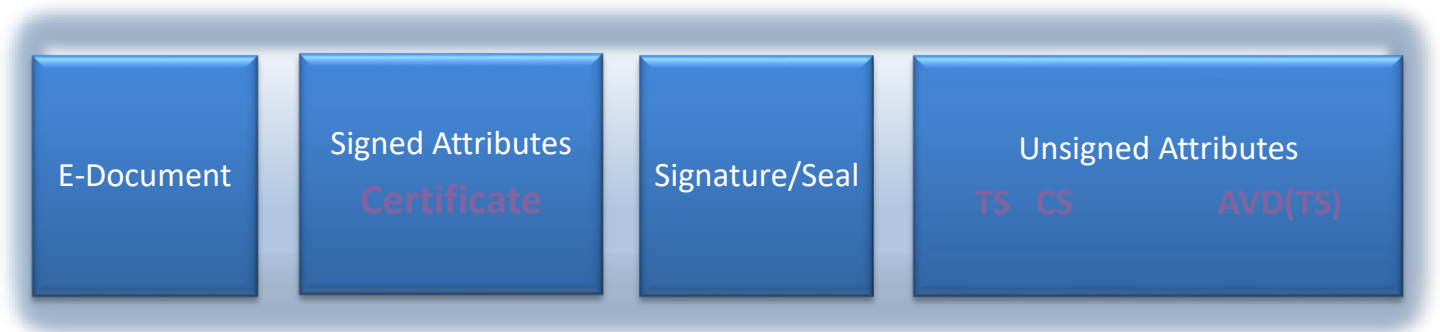 E-Document
Signed Attributes
Certificate
Signature/Seal
Unsigned Attributes
TS CS AVD(TS)